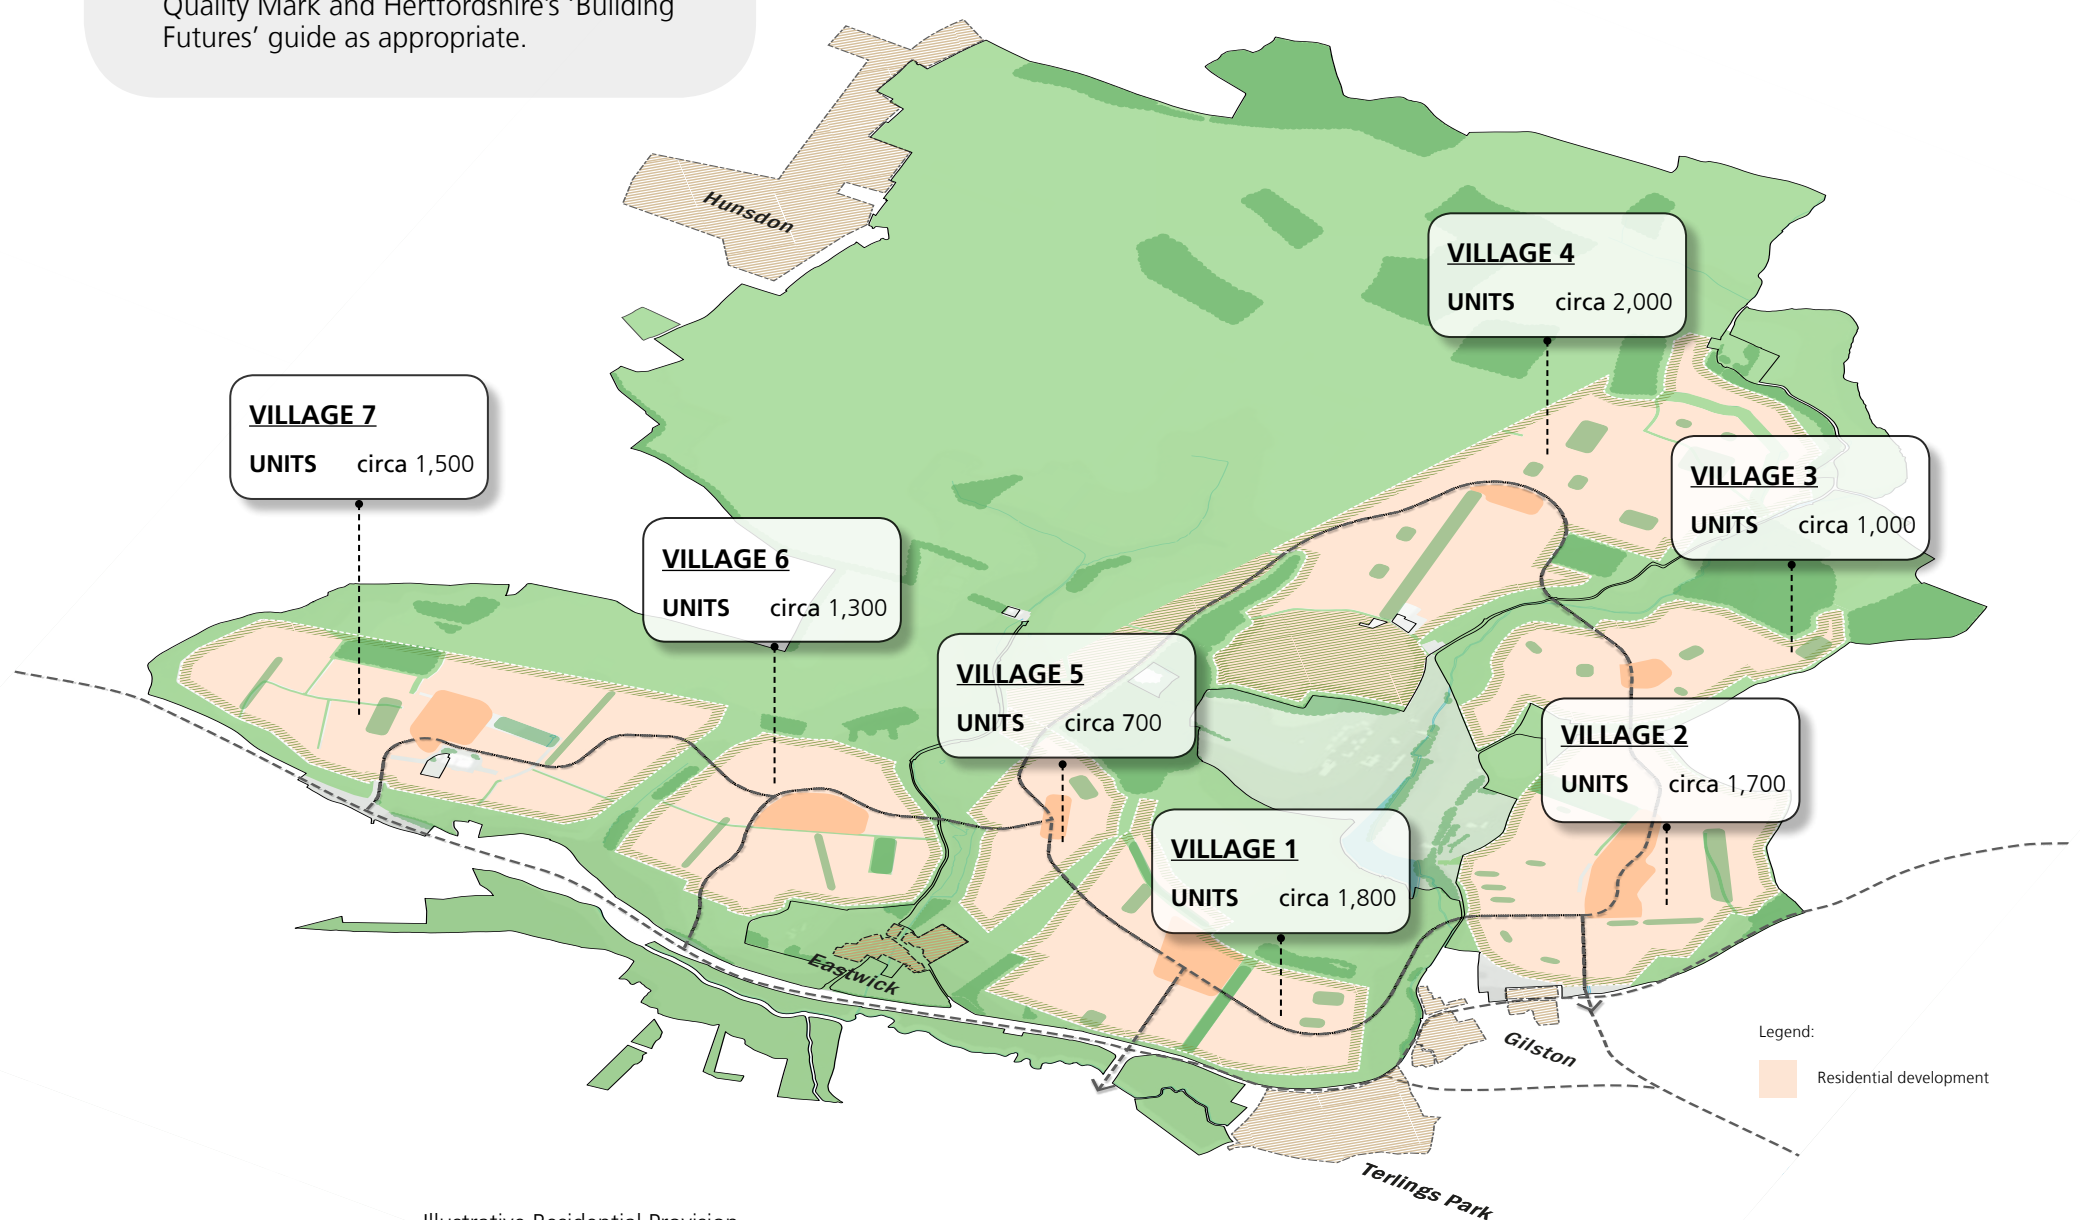 Quality Mark and Hertfordshire's 'Building
Futures' guide as appropriate.
Hunsdon
VILLAGE 4
UNITS circa 2,000
VILLAGE 7
UNITS circa 1,500
VILLAGE 3
UNITS circa 1,000
VILLAGE 6
UNITS circa 1,300
VILLAGE 5
UNITS circa 700
VILLAGE 2
UNITS circa 1,700
VILLAGE 1
UNITS circa 1,800
Eastwick
Gilston
Legend:
Residential development
Terlings Park
Illustrative Residential Provision